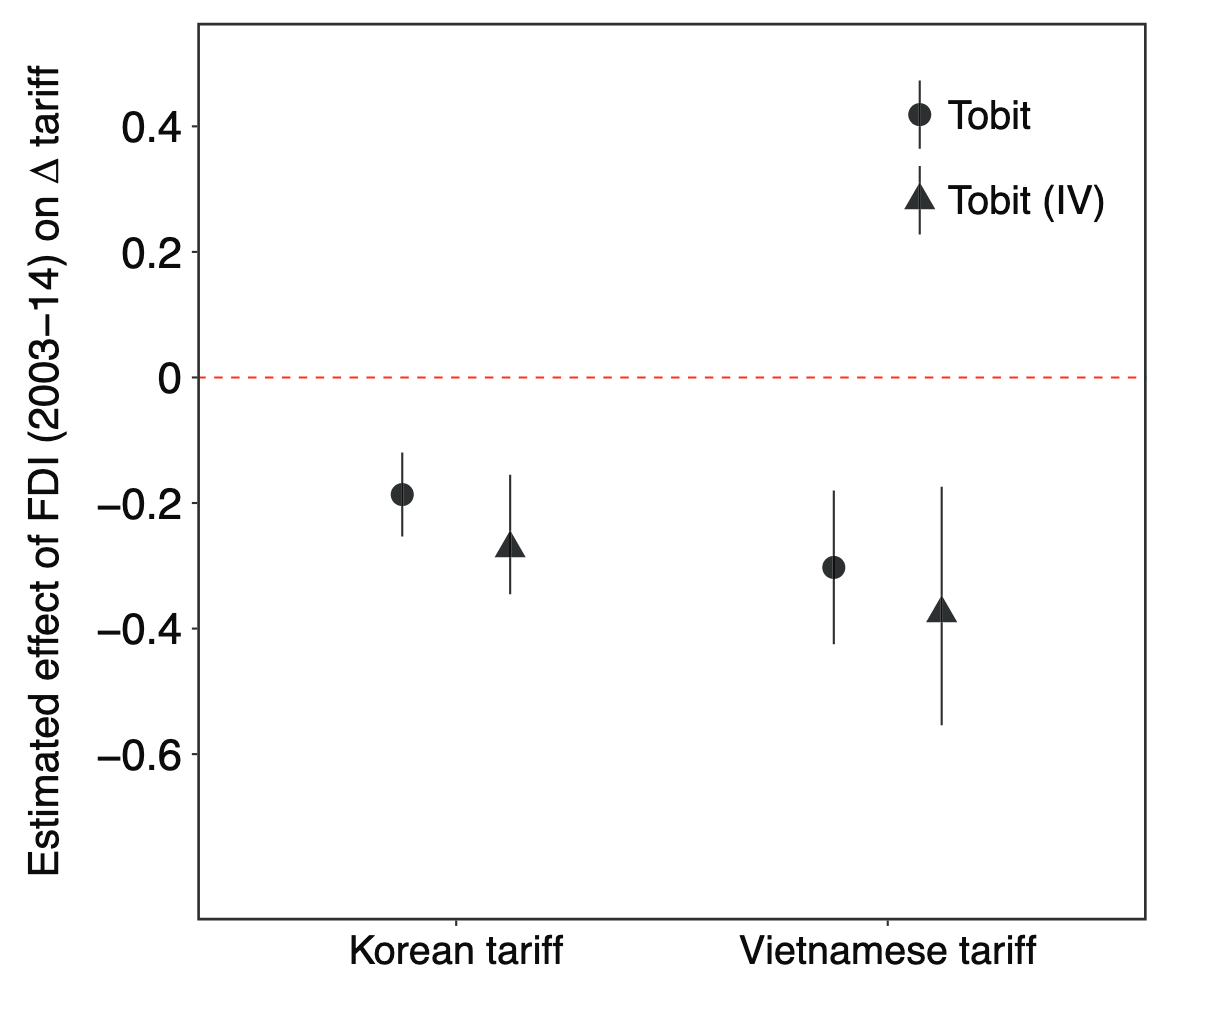 Estimated effect of FDI (2003–14) on Δ tariff
0.4
0.2
0
−0.2
−0.4
−0.6
Tobit
Tobit (IV)
Korean tariff
Vietnamese tariff